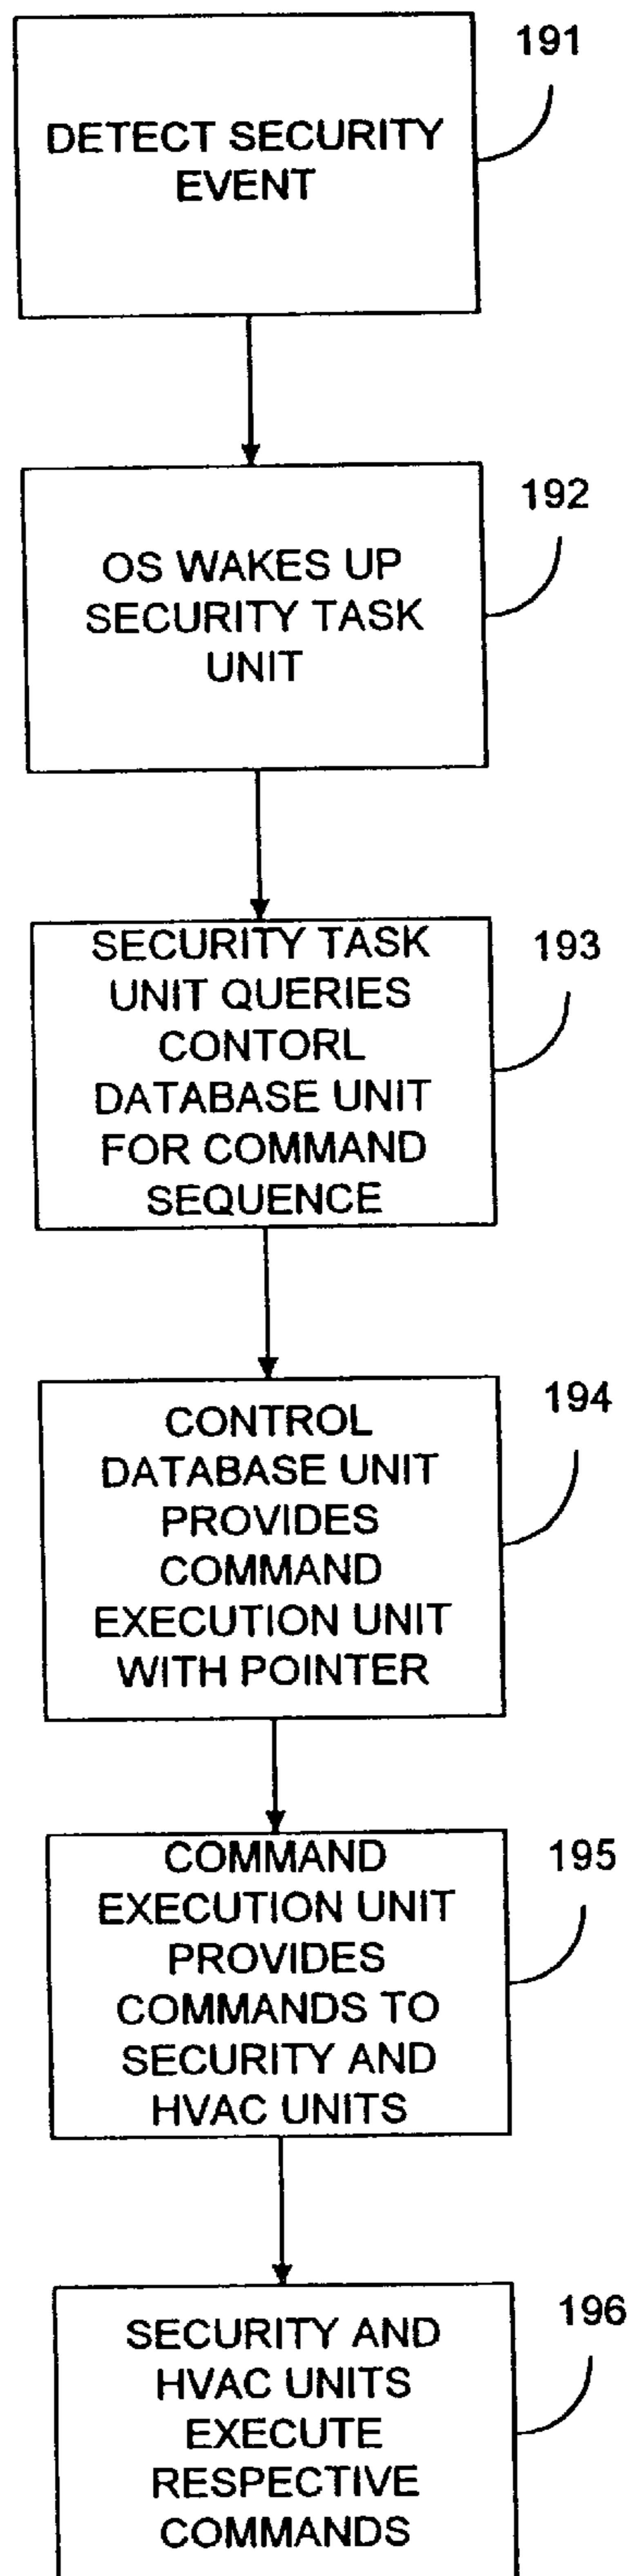 191
DETECT SECURITY
EVENT
192
OS WAKES UP
SECURITY TASK
UNIT
193
SECURITY TASK
UNIT QUERIES
CONTORL
DATABASE UNIT
FOR COMMAND
SEQUENCE
194
CONTROL
DATABASE UNIT
PROVIDES
COMMAND
EXECUTION UNIT
WITH POINTER
195
COMMAND
EXECUTION UNIT
PROVIDES
COMMANDS TO
SECURITY AND
HVAC UNITS
196
SECURITY AND
HVAC UNITS
EXECUTE
RESPECTIVE
COMMANDS